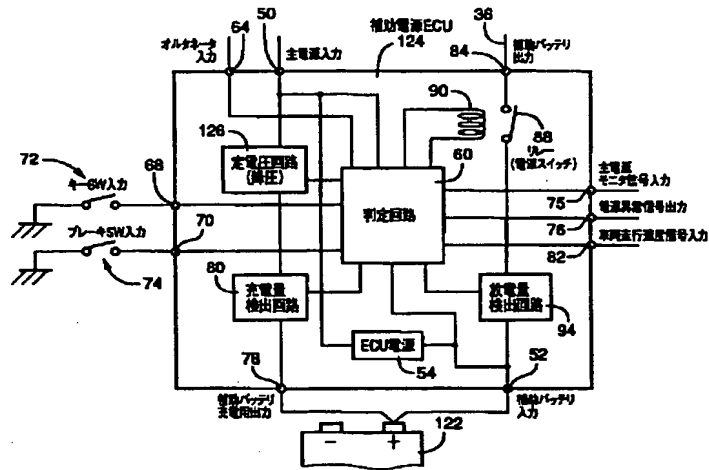 オルタネータ
入力
64
50
主電源入力
補助電源ECU
124
36
補助バッテリ
出力
84
90
88
リレー
(電源スイッチ)
126
定電圧回路
(降圧)
60
判定回路
72
キーSW入力
68
70
ブレーキSW入力
74
主電源
モニタ信号入力
75
電源異常信号出力
76
車両走行速度信号入力
82
80
充電量
検出回路
放電量
検出回路
94
ECU電源
54
78
補助バッテリ
充電用出力
52
補助バッテリ
入力
−
+
122